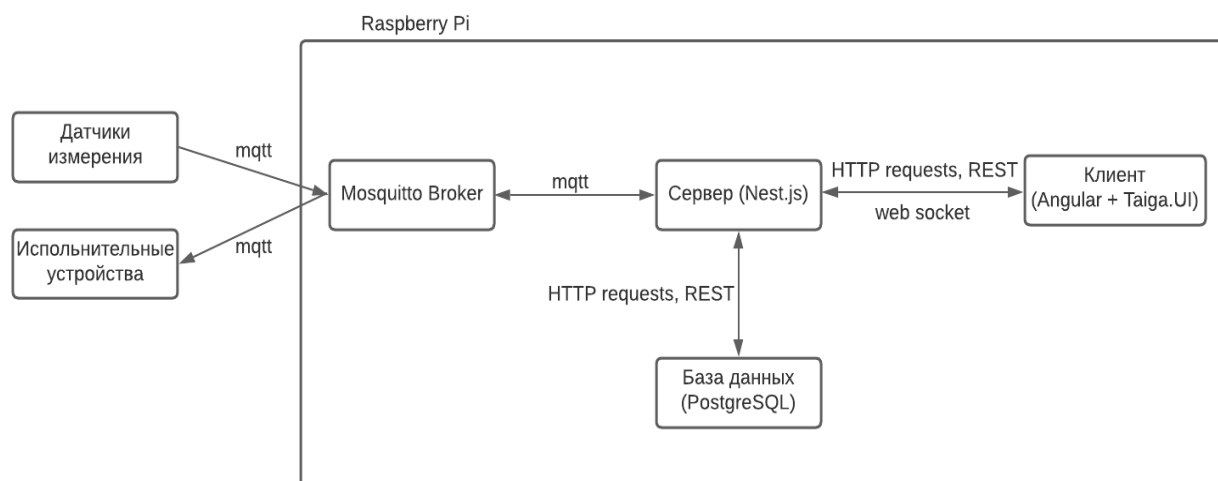 Raspberry Pi
Датчики
измерения
mqtt
Испольнительные
устройства
mqtt
Mosquitto Broker
mqtt
Сервер (Nest.js)
HTTP requests, REST
web socket
Клиент
(Angular + Taiga.UI)
HTTP requests, REST
База данных
(PostgreSQL)